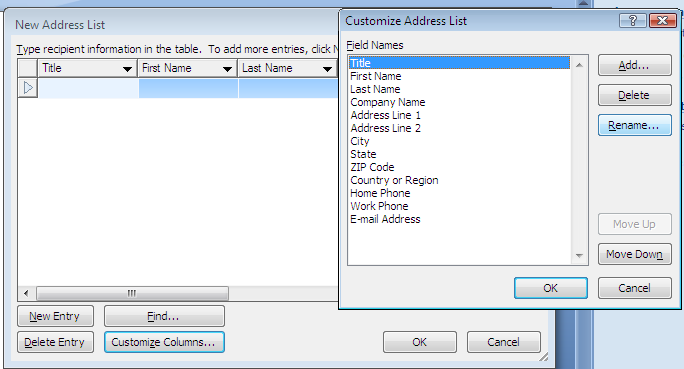 New Address List
Type recipient information in the table. To add more entries, click N
Title
First Name
Last Name
New Entry
Find...
Delete Entry
Customize Columns...
OK
Cancel
Customize Address List
Field Names
Title
First Name
Last Name
Company Name
Address Line 1
Address Line 2
City
State
ZIP Code
Country or Region
Home Phone
Work Phone
E-mail Address
Add...
Delete
Rename...
Move Up
Move Down
OK
Cancel